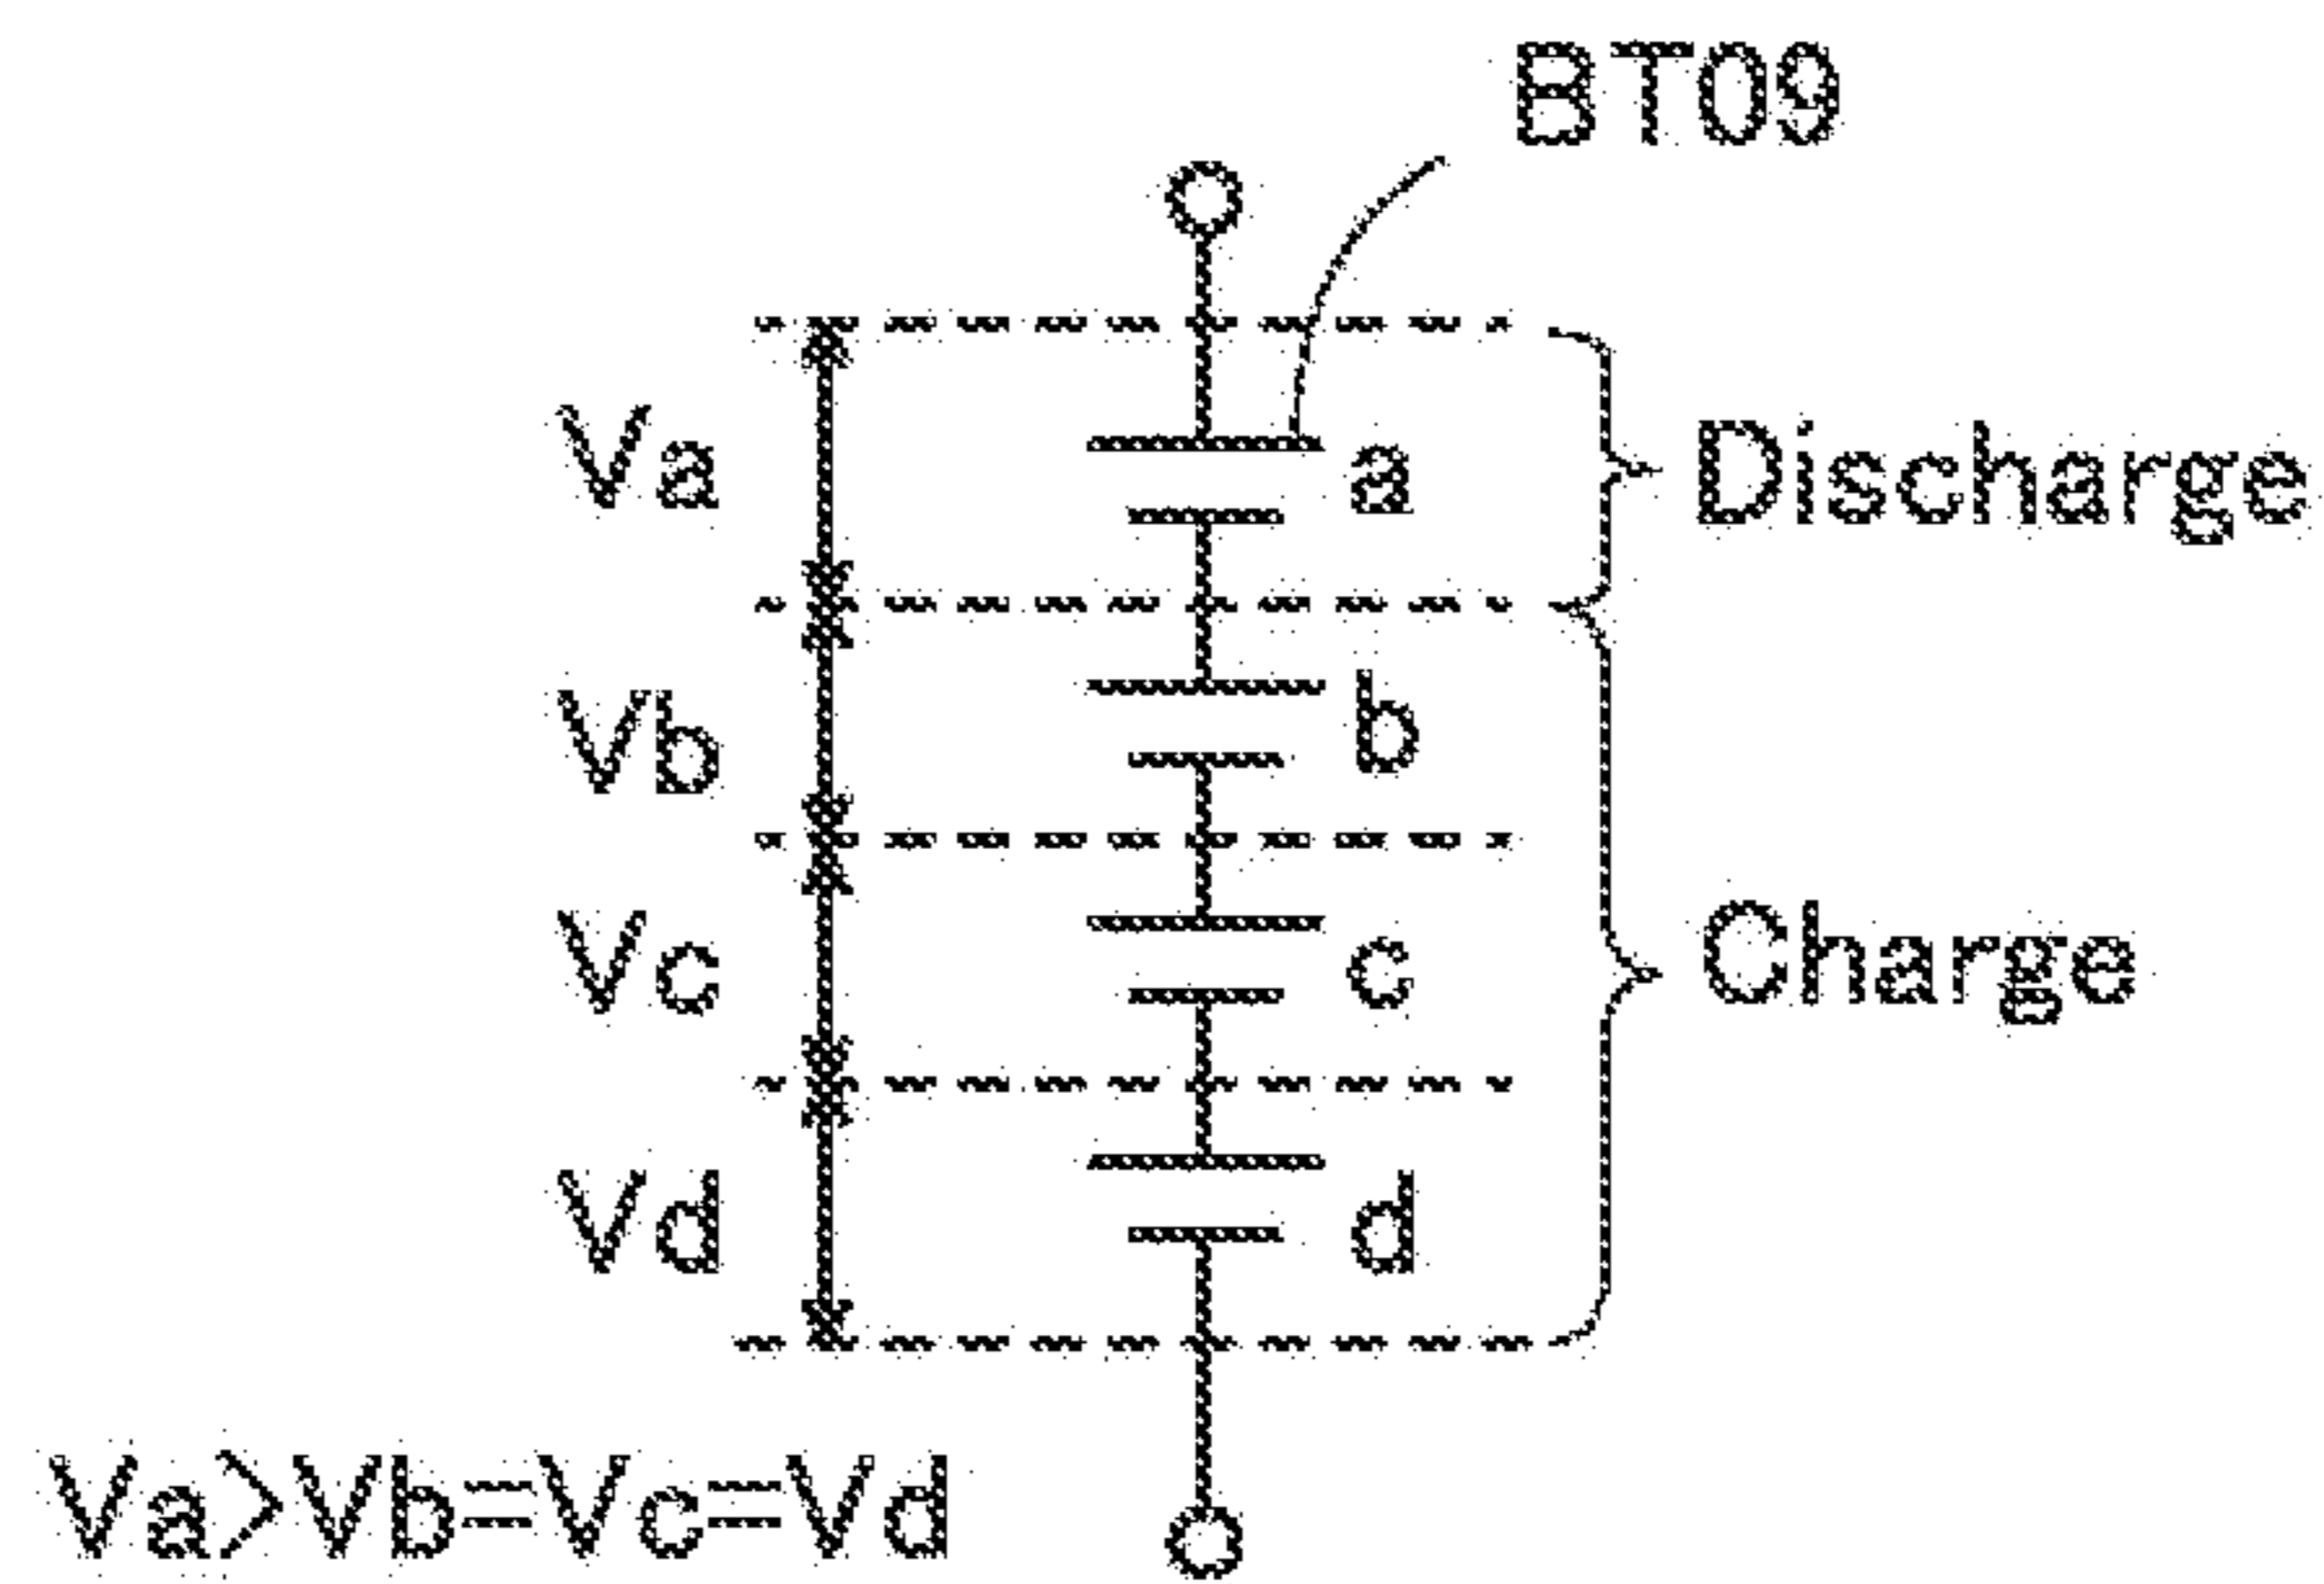 BT09
Va
a
Discharge
Vb
b
Vc
c
Charge
Vd
d
Va>Vb=Vc=Vd